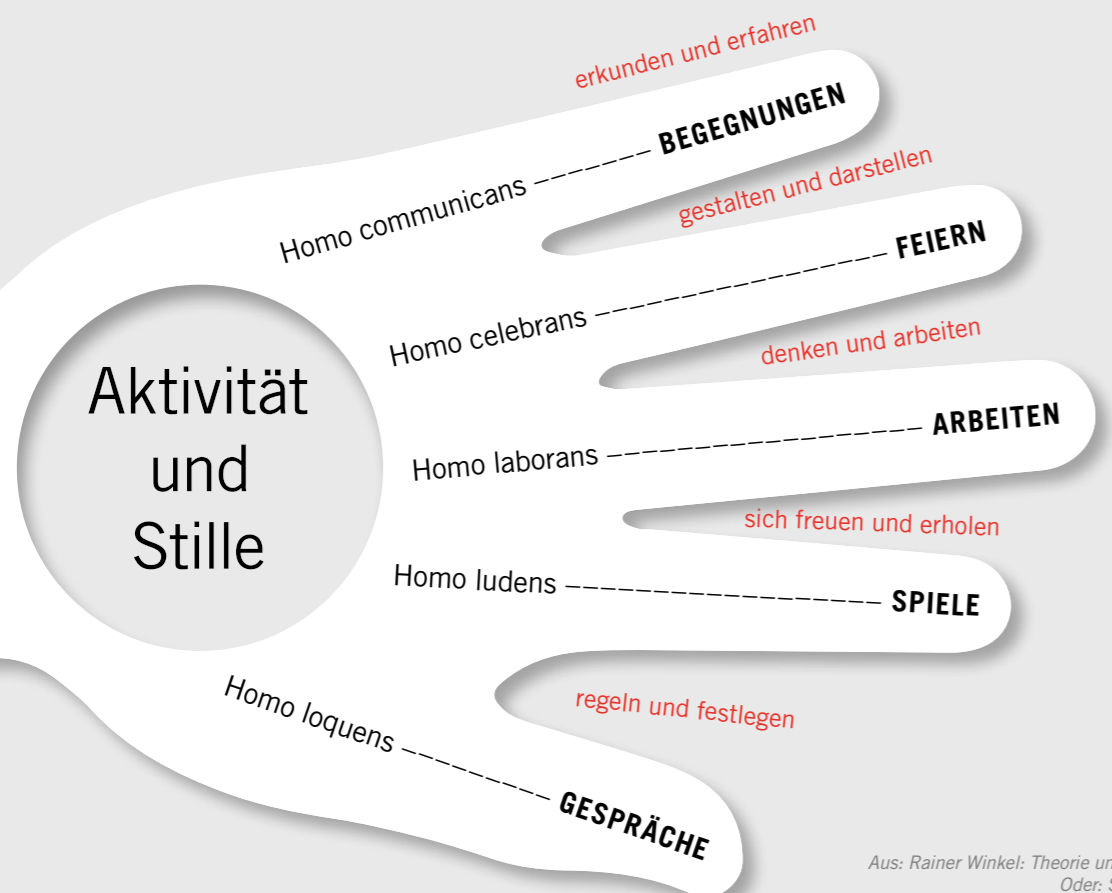 erkunden und erfahren
Homo communicans BEGEGNUNGEN
gestalten und darstellen
Homo celebrans FEIERN
denken und arbeiten
Homo laborans ARBEITEN
sich freuen und erholen
Homo ludens SPIELE
regeln und festlegen
Homo loquens GESPRÄCHE
Aktivität
und
Stille
Aus: Rainer Winkel: Theorie
Oder: